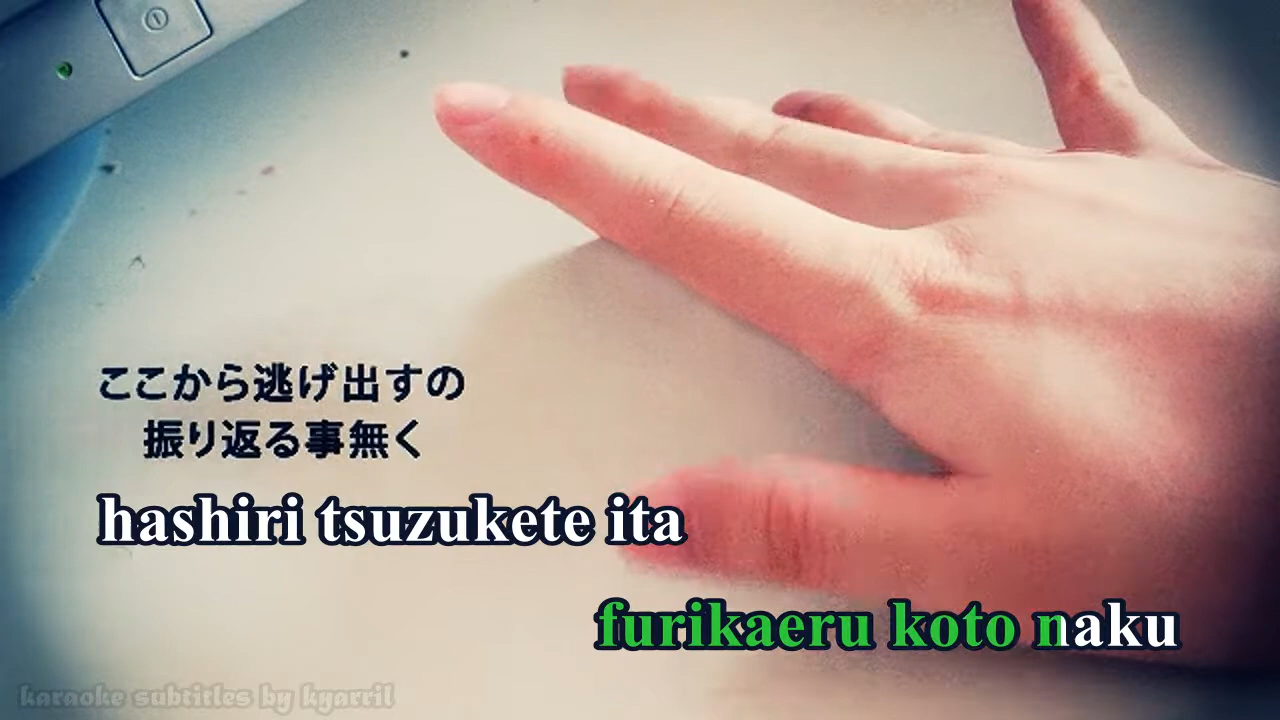 ここから逃げ出すの
振り返る事無く
hashiri tsuzukete ita
furikaeru koto naku
karaoke subtitles by kyarril